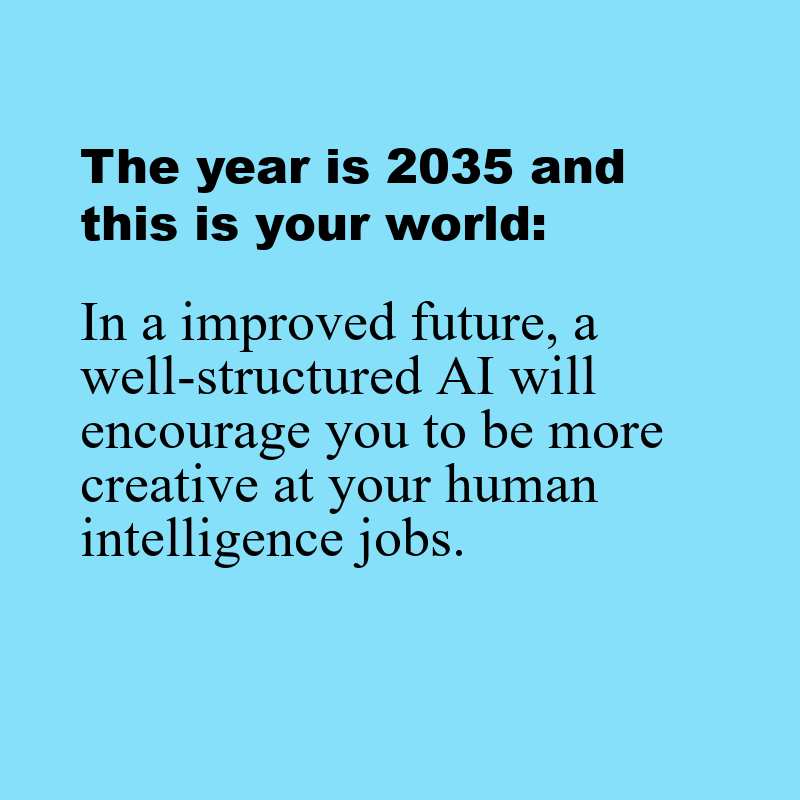 The year is 2035 and
this is your world:
In a improved future, a
well-structured AI will
encourage you to be more
creative at your human
intelligence jobs.